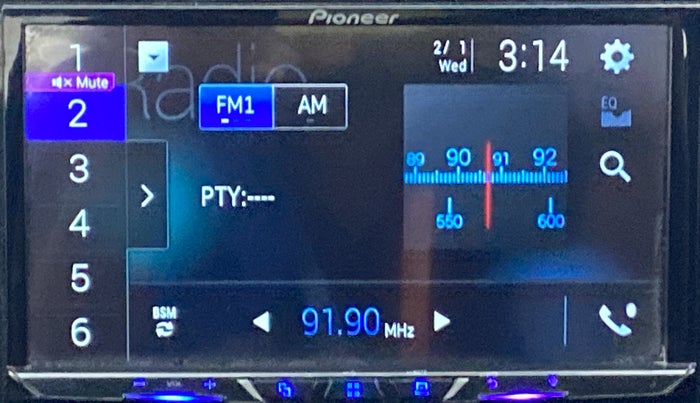 Pioneer
Radio
2/ 1
Wed
3:14
1
Mute
2
3
4
5
6
FM1
AM
EQ
PTY:----
89 90 91 92
550 600
BSM
91.90 MHz
VOL